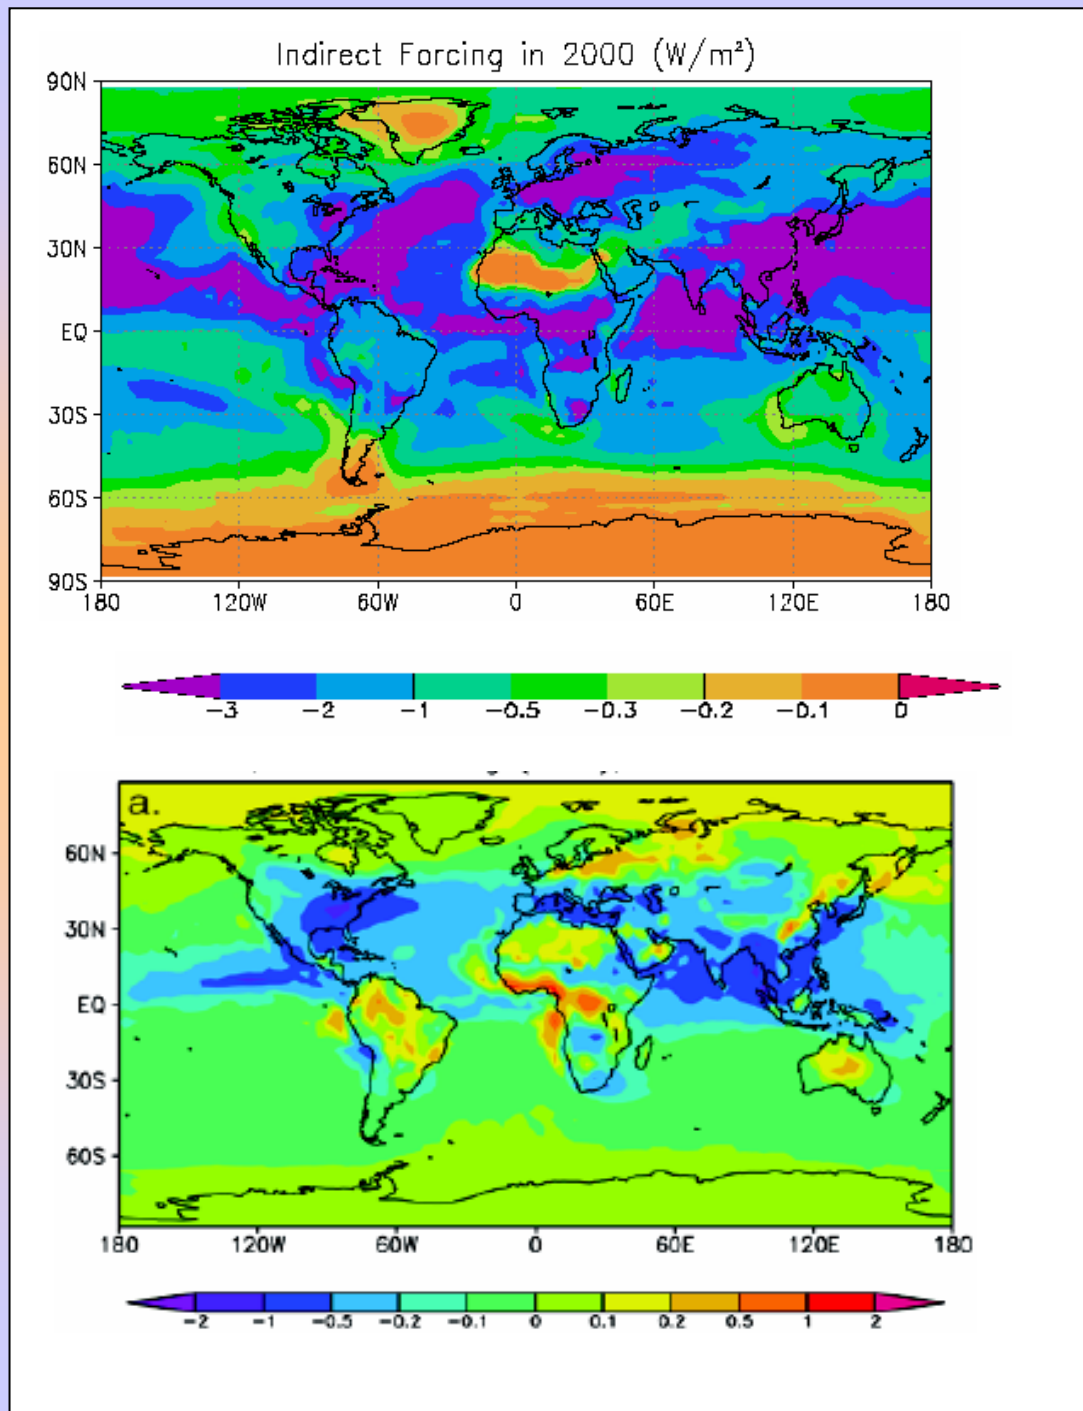 Indirect Forcing in 2000 (W/m²)
90N
60N
30N
EQ
30S
60S
90S
180 120W 60W 0 60E 120E 180
−3 −2 −1 −0.5 −0.3 −0.2 −0.1 0
a.
60N
30N
EQ
30S
60S
180 120W 60W 0 60E 120E 180
−2 −1 −0.5 −0.2 −0.1 0 0.1 0.2 0.5 1 2